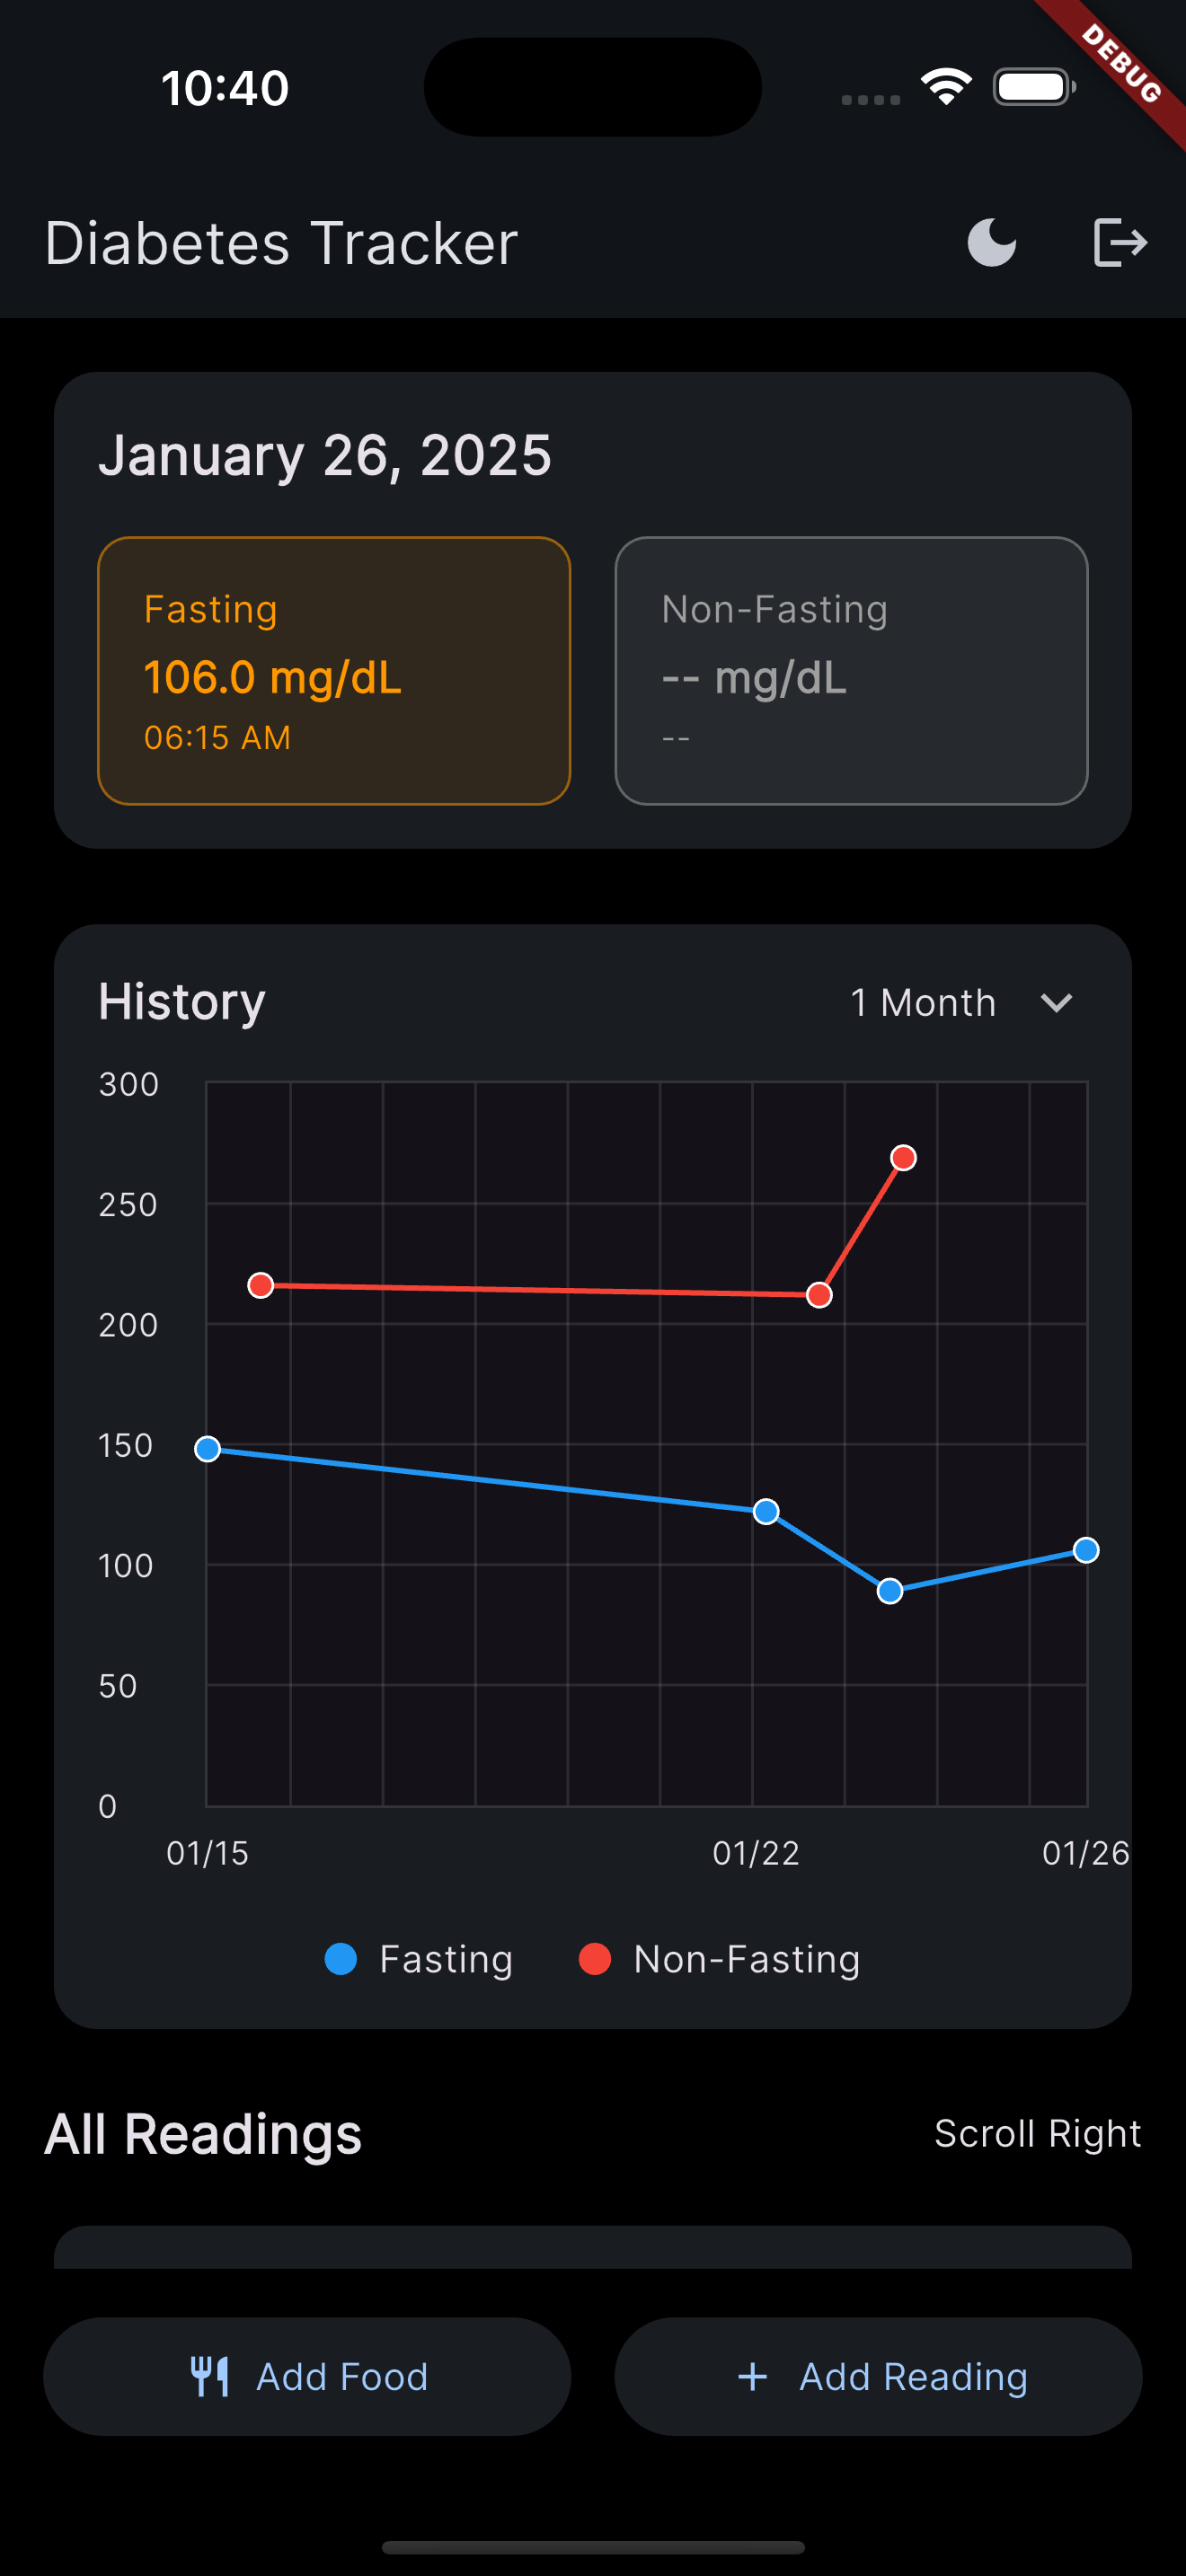 10:40
DEBUG
Diabetes Tracker
January 26, 2025
Fasting
106.0 mg/dL
06:15 AM
Non-Fasting
-- mg/dL
--
History
1 Month
300
250
200
150
100
50
0
01/15
01/22
01/26
Fasting
Non-Fasting
All Readings
Scroll Right
Add Food
+ Add Reading